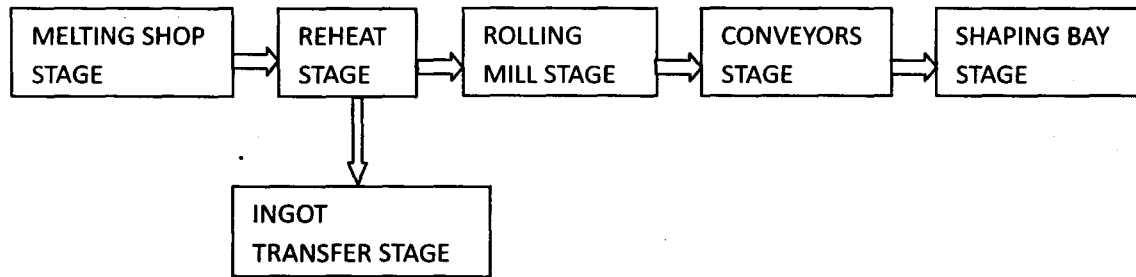 MELTING SHOP
STAGE
REHEAT
STAGE
ROLLING
MILL STAGE
CONVEYORS
STAGE
SHAPING BAY
STAGE
INGOT
TRANSFER STAGE